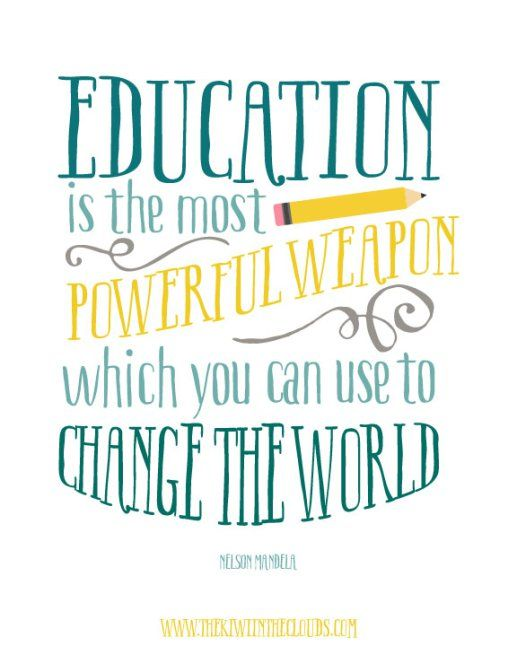 EDUCATION
is the most
POWERFUL WEAPON
which you can use to
CHANGE THE WORLD
NELSON MANDELA
WWW.THEKIWIINTHECLOUDS.COM